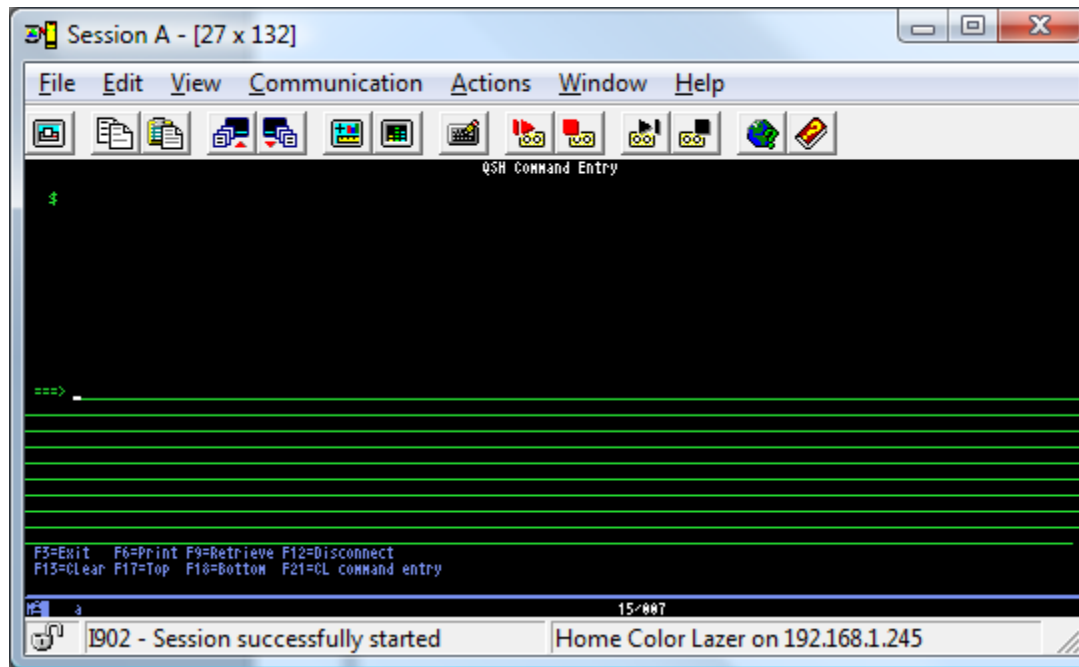 Session A - [27 x 132]
File Edit View Communication Actions Window Help
QSH Command Entry
$
===>
F3=Exit F6=Print F9=Retrieve F12=Disconnect
F13=Clear F17=Top F18=Bottom F21=CL command entry
a 15/007
I902 - Session successfully started Home Color Lazer on 192.168.1.245